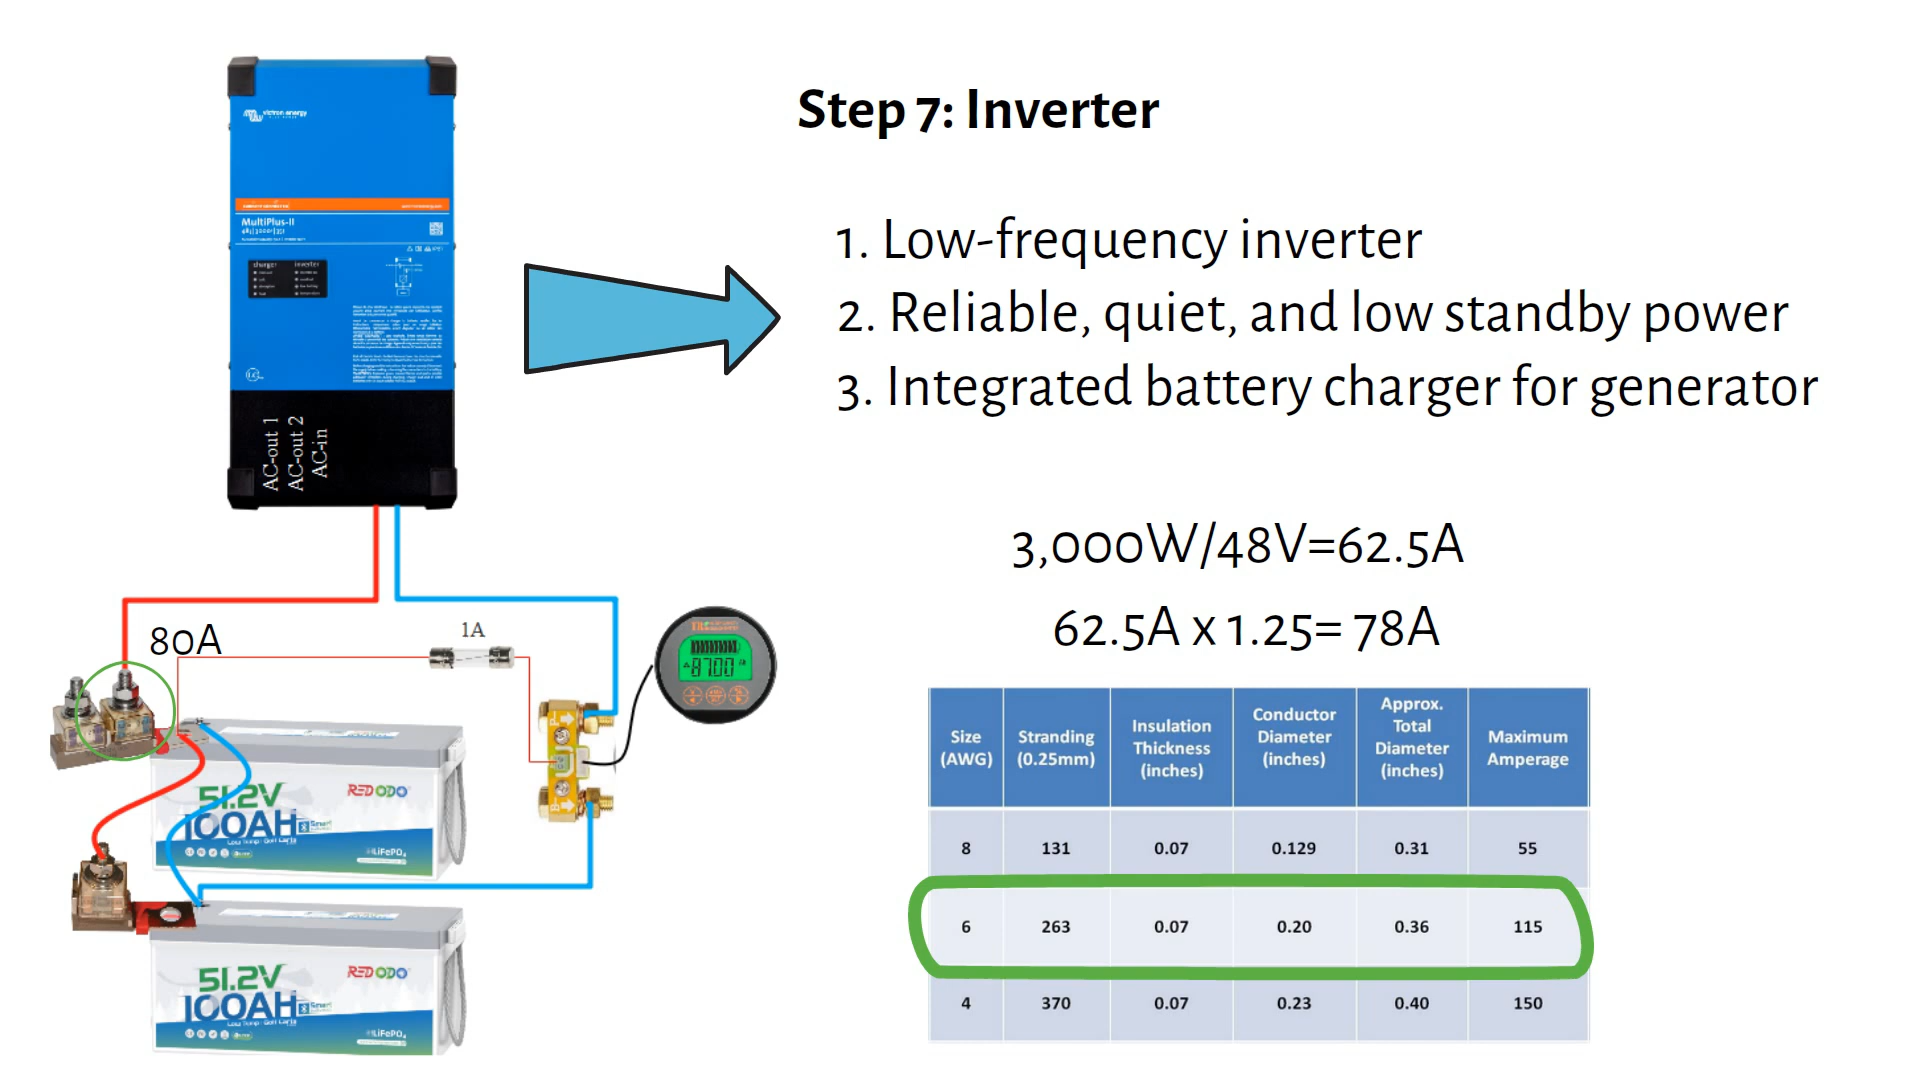 Step 7: Inverter
1. Low-frequency inverter
2. Reliable, quiet, and low standby power
3. Integrated battery charger for generator
3,000W/48V=62.5A
62.5A x 1.25= 78A
victron energy
MultiPlus-II
charger inverter
AC-out 1
AC-out 2
AC-in
80A
1A
87.00
51.2V
100AH
REDODO
LiFePO4
51.2V
100AH
REDODO
LiFePO4
Size (AWG) Stranding (0.25mm) Insulation Thickness (inches) Conductor Diameter (inches) Approx. Total Diameter (inches) Maximum Amperage
8 131 0.07 0.129 0.31 55
6 263 0.07 0.20 0.36 115
4 370 0.07 0.23 0.40 150